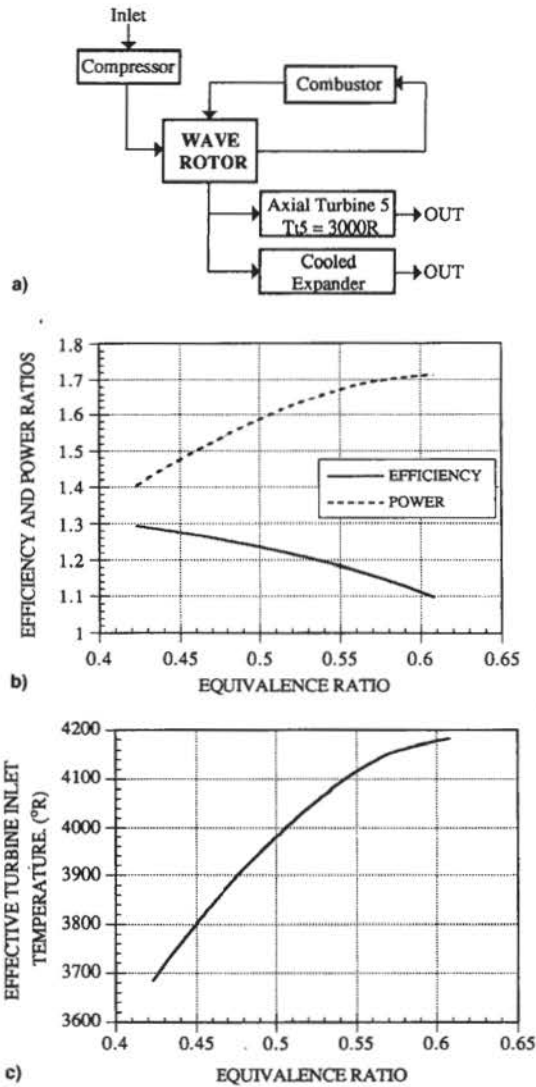 Inlet
Compressor
Combustor
WAVE
ROTOR
Axial Turbine 5
Tt5 = 3000R
OUT
Cooled
Expander
OUT
a)
EFFICIENCY AND POWER RATIOS
1.8
1.7
1.6
1.5
1.4
1.3
1.2
1.1
1
EFFICIENCY
POWER
0.4
0.45
0.5
0.55
0.6
0.65
EQUIVALENCE RATIO
b)
EFFECTIVE TURBINE INLET
TEMPERATURE. (°R)
4200
4100
4000
3900
3800
3700
3600
0.4
0.45
0.5
0.55
0.6
0.65
EQUIVALENCE RATIO
c)